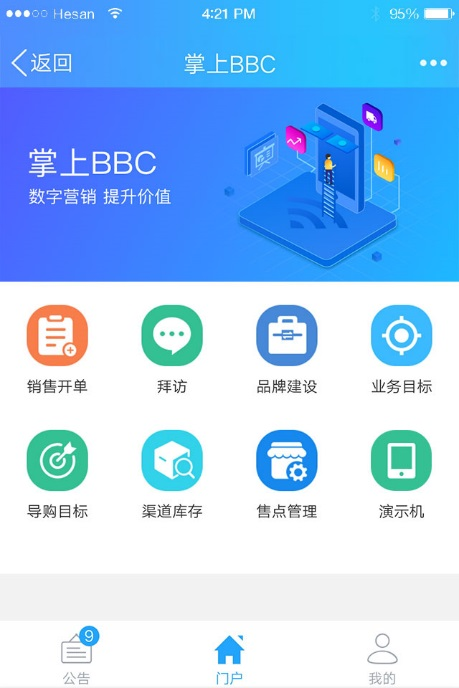 Hesan 4:21 PM 95%
返回 掌上BBC
掌上BBC
数字营销 提升价值
销售开单 拜访 品牌建设 业务目标
导购目标 渠道库存 售点管理 演示机
9
公告 门户 我的